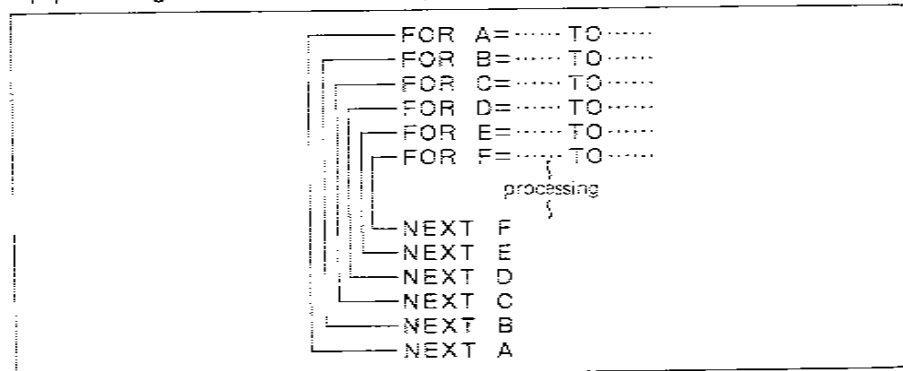 FOR A=······ TO ······
FOR B=······ TO ······
FOR C=······ TO ······
FOR D=······ TO ······
FOR E=······ TO ······
FOR F=······ TO ······
processing
NEXT F
NEXT E
NEXT D
NEXT C
NEXT B
NEXT A